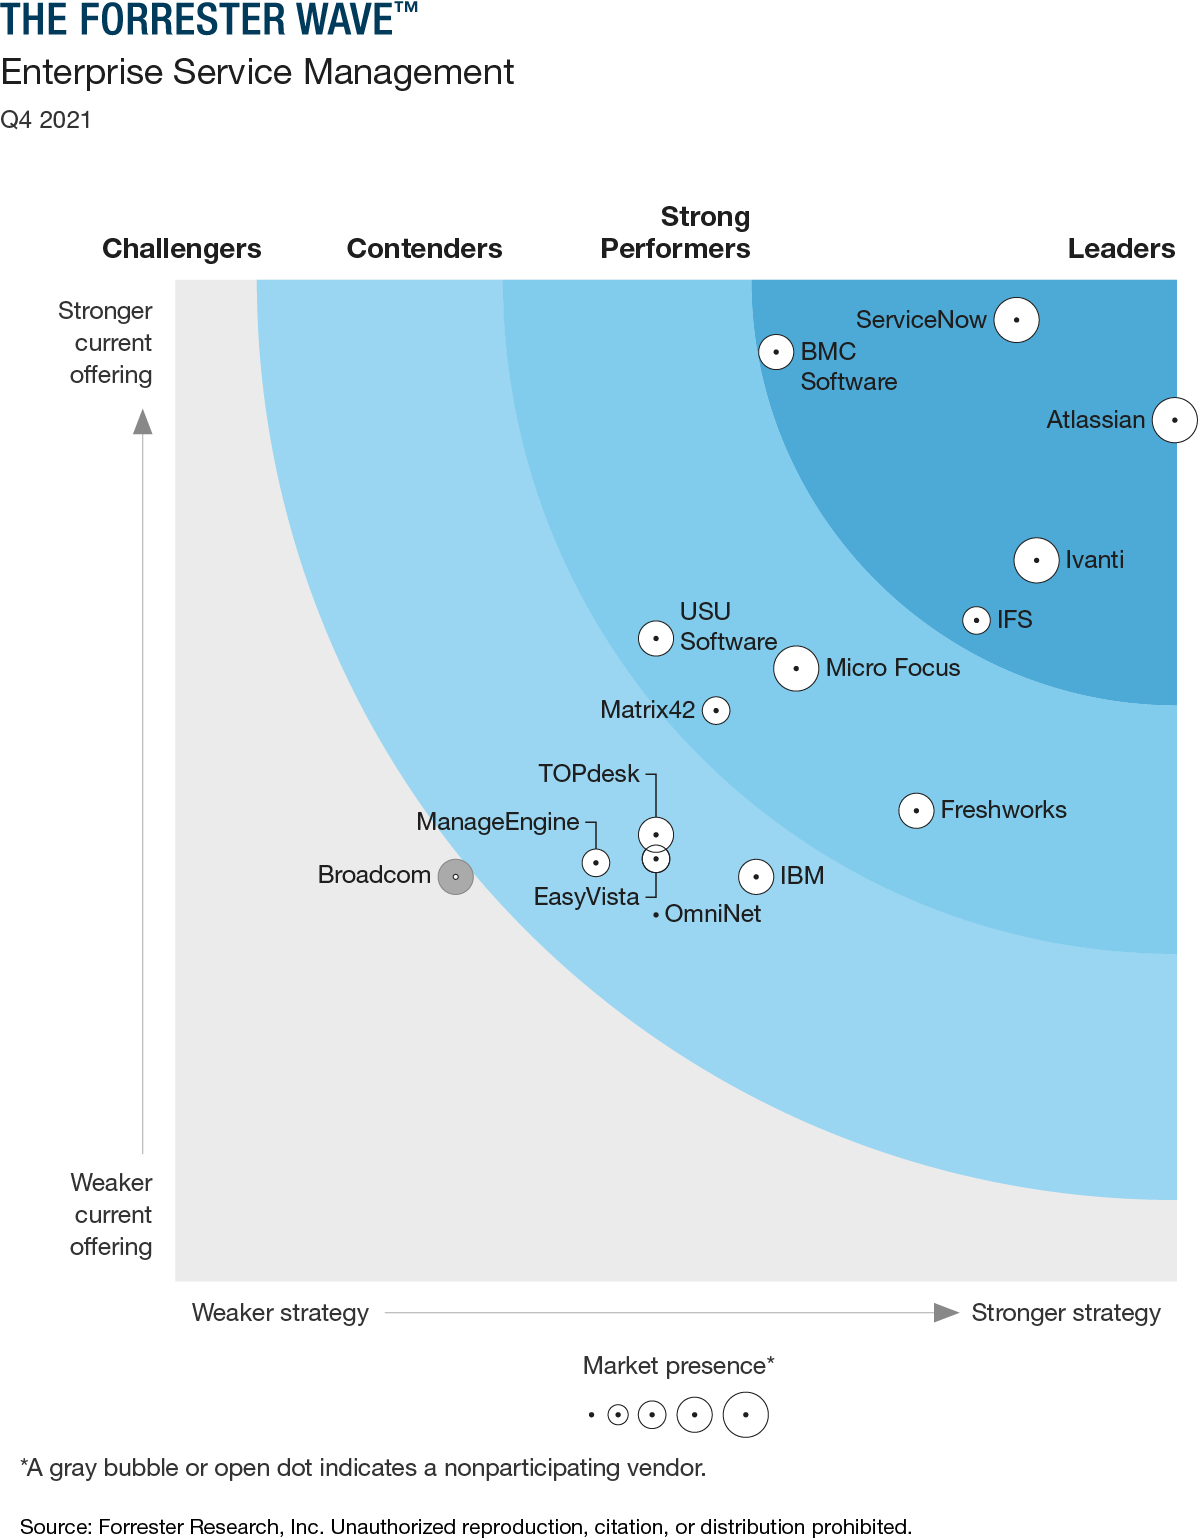 THE FORRESTER WAVE™
Enterprise Service Management
Q4 2021
Strong
Challengers Contenders Performers Leaders
Stronger
current
offering
ServiceNow
BMC
Software
Atlassian
Ivanti
IFS
USU
Software
Micro Focus
Matrix42
TOPdesk
Freshworks
ManageEngine
Broadcom
IBM
EasyVista
OmniNet
Weaker
current
offering
Weaker strategy Stronger strategy
Market presence*
*A gray bubble or open dot indicates a nonparticipating vendor.
Source: Forrester Research, Inc. Unauthorized reproduction, citation, or distribution prohibited.